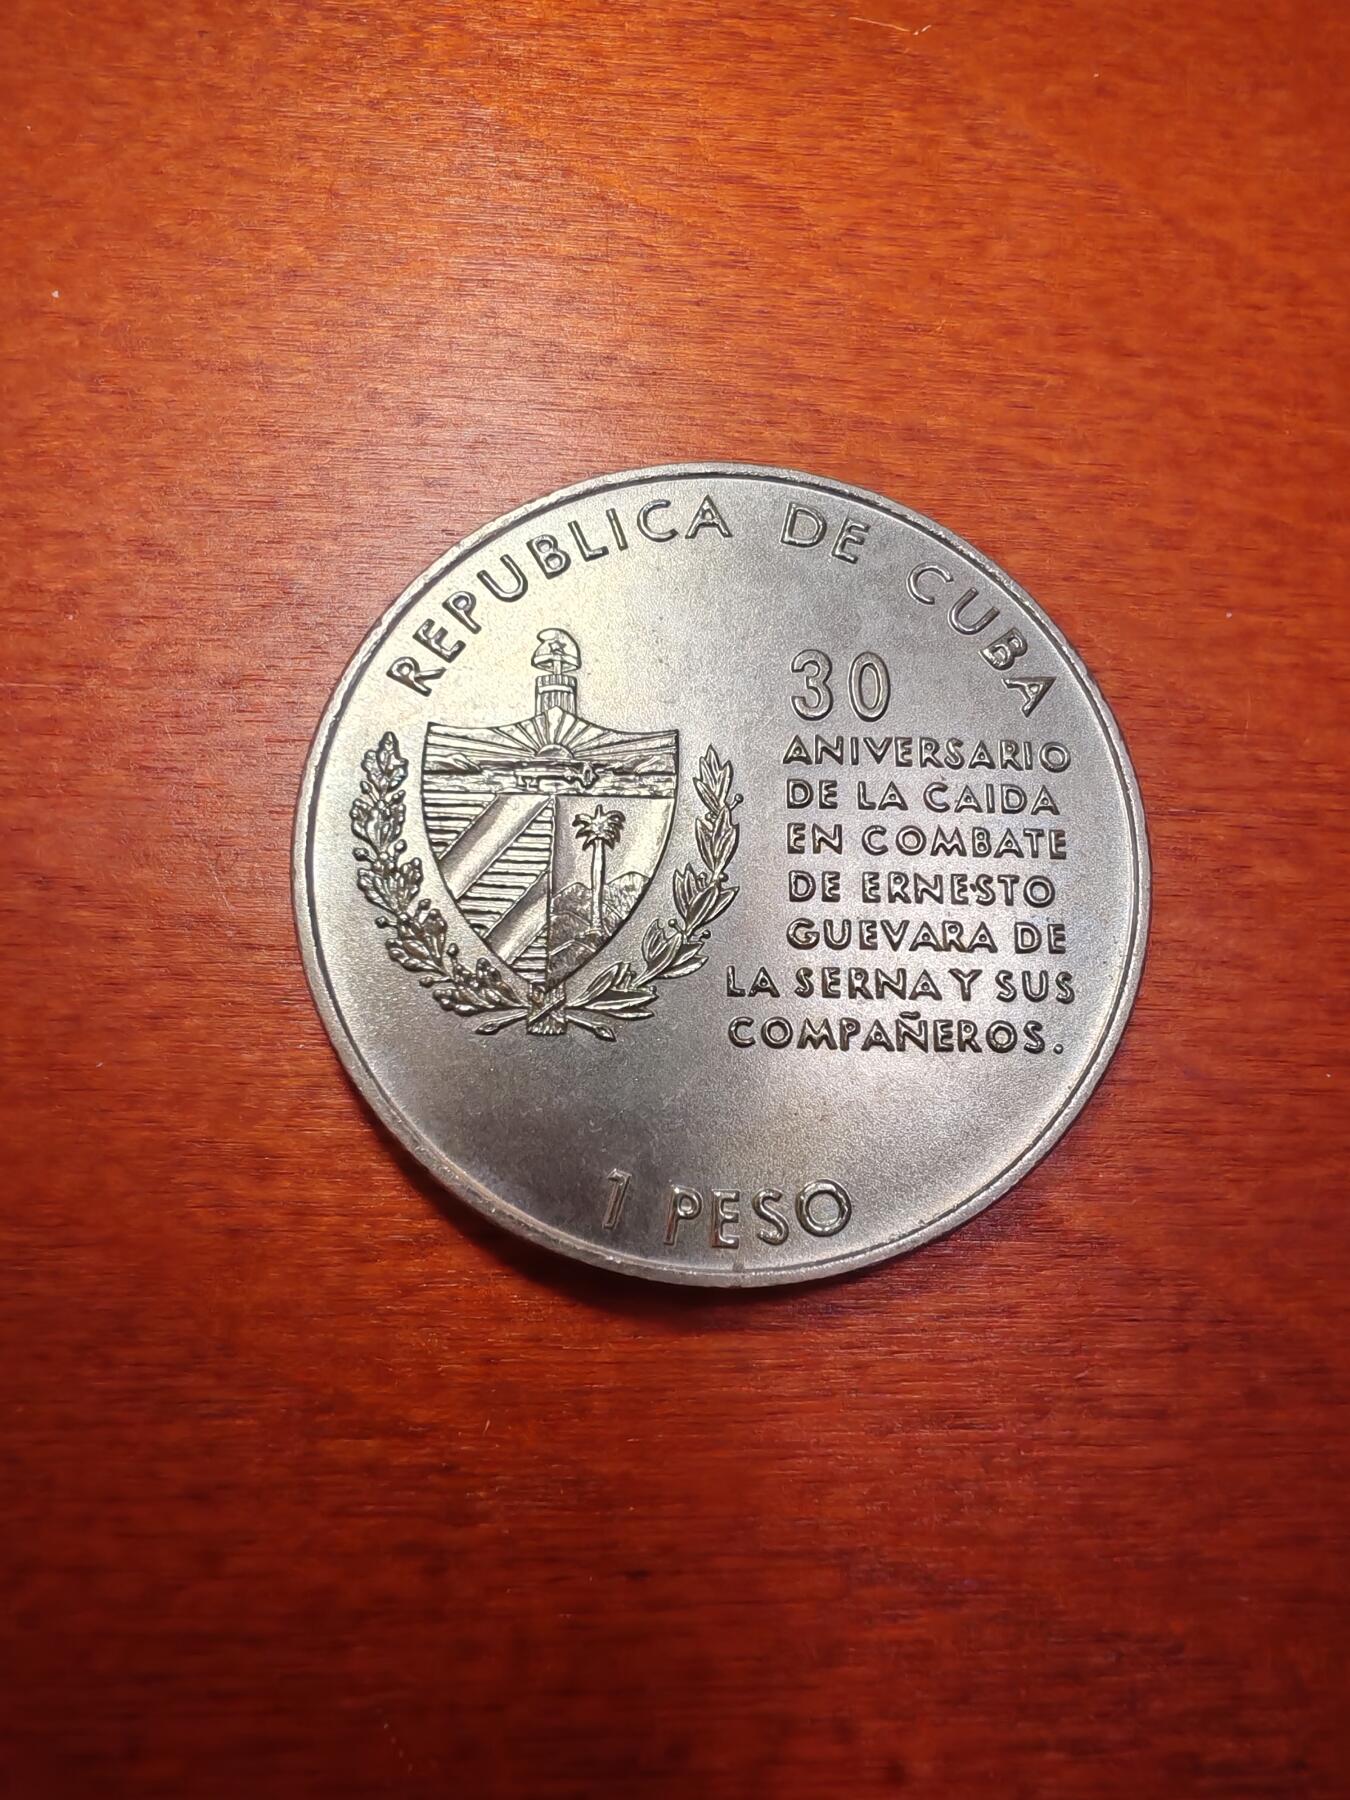 REPUBLICA DE CUBA
30
ANIVERSARIO
DE LA CAIDA
EN COMBATE
DE ERNESTO
GUEVARA DE
LA SERNA Y SUS
COMPAÑEROS.
1 PESO